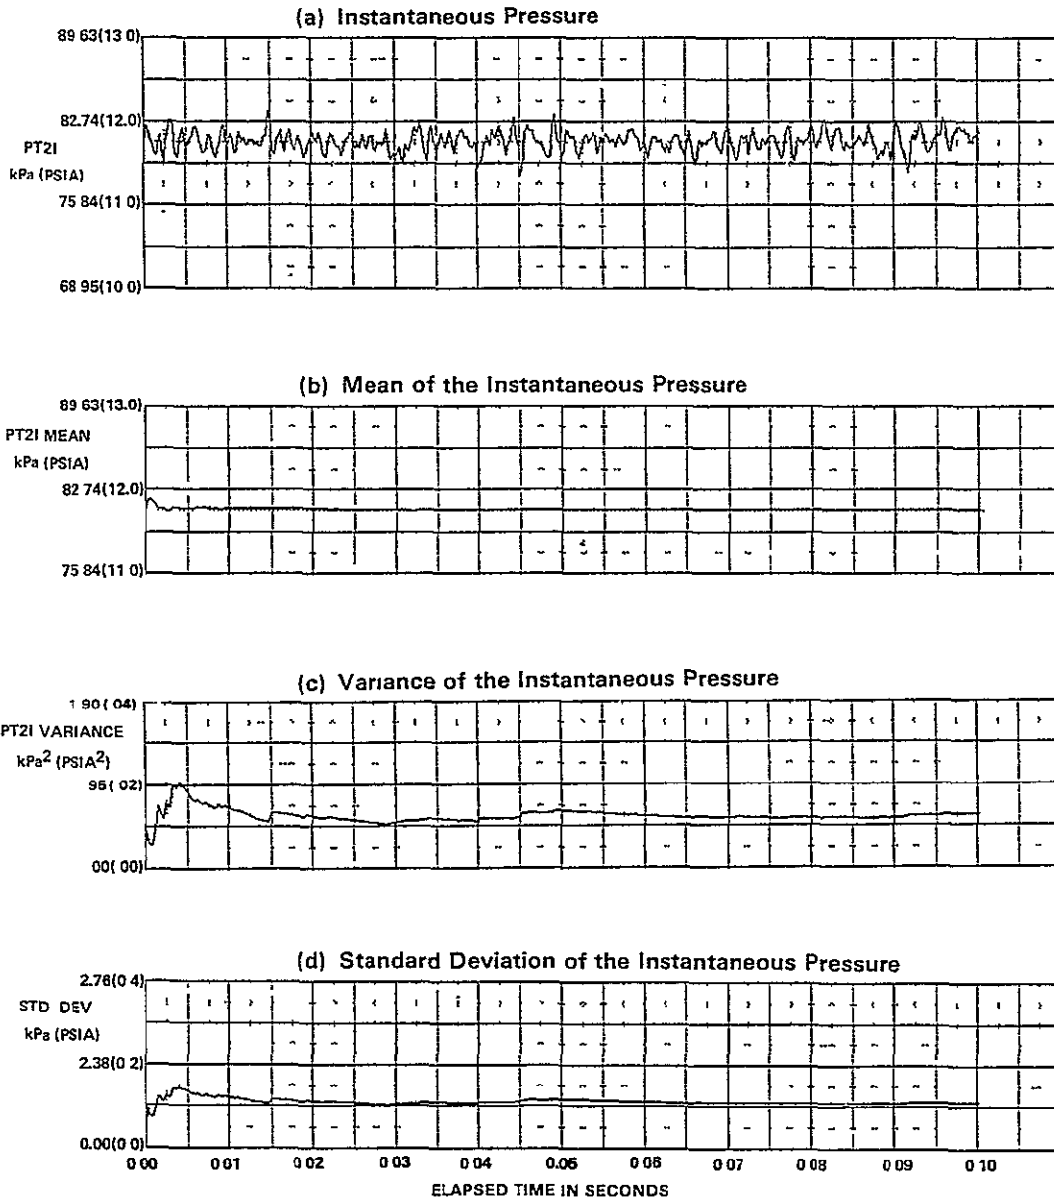 (a) Instantaneous Pressure
89 63(13 0)
82.74(12.0)
PT2I
kPa (PSIA)
75 84(11 0)
68 95(10 0)
(b) Mean of the Instantaneous Pressure
89 63(13.0)
PT2I MEAN
kPa (PSIA)
82 74(12.0)
75 84(11 0)
(c) Variance of the Instantaneous Pressure
1 90( 04)
PT2I VARIANCE
kPa2 (PSIA2)
95( 02)
00( 00)
(d) Standard Deviation of the Instantaneous Pressure
2.76(0 4)
STD DEV
kPa (PSIA)
2.38(0 2)
0.00(0 0)
0 00 0 01 0 02 0 03 0 04 0 05 0 06 0 07 0 08 0 09 0 10
ELAPSED TIME IN SECONDS